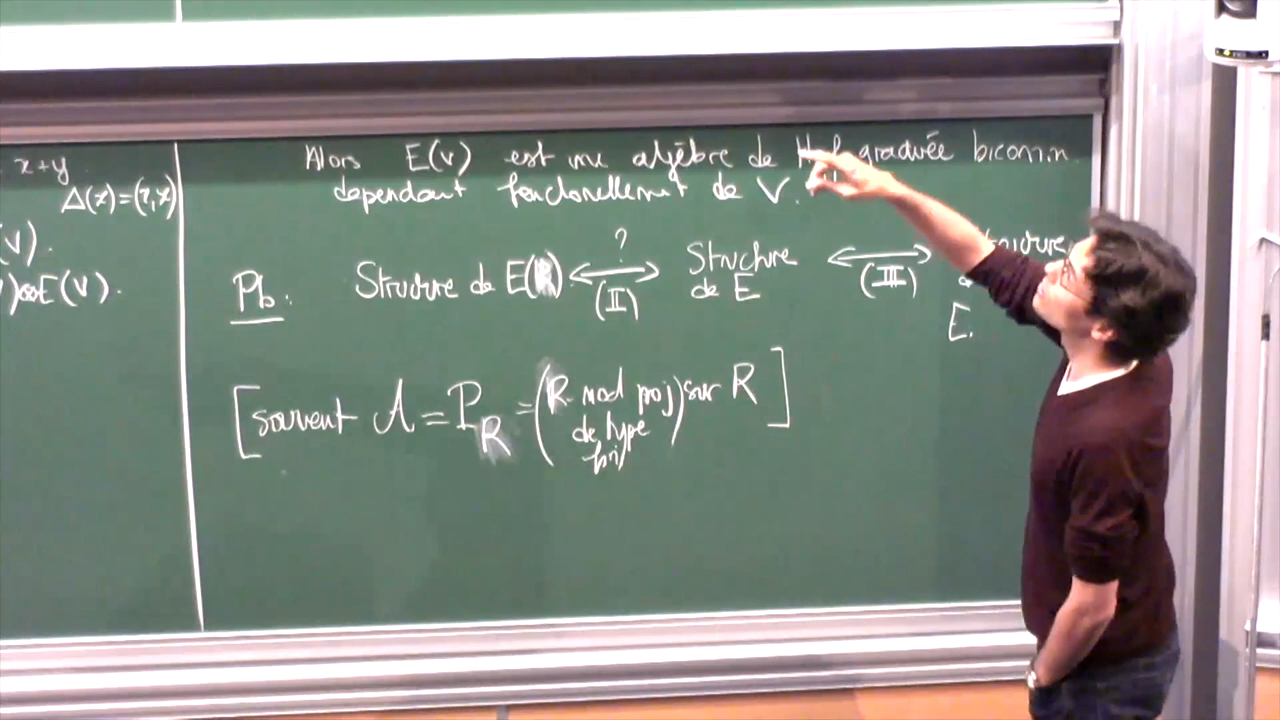 x+y
Δ(x)=(x,x)
(V).
)⊗E(V).
Alors E(V) est une algèbre de graduée bicomm.
dependant fonctoriellement de V.
Pb: Structure de E(R) ⟺ ? (II) Structure de E ⟺ (III)
E.
[souvent A = P_R = (R-mod proj de type fini) sur R]